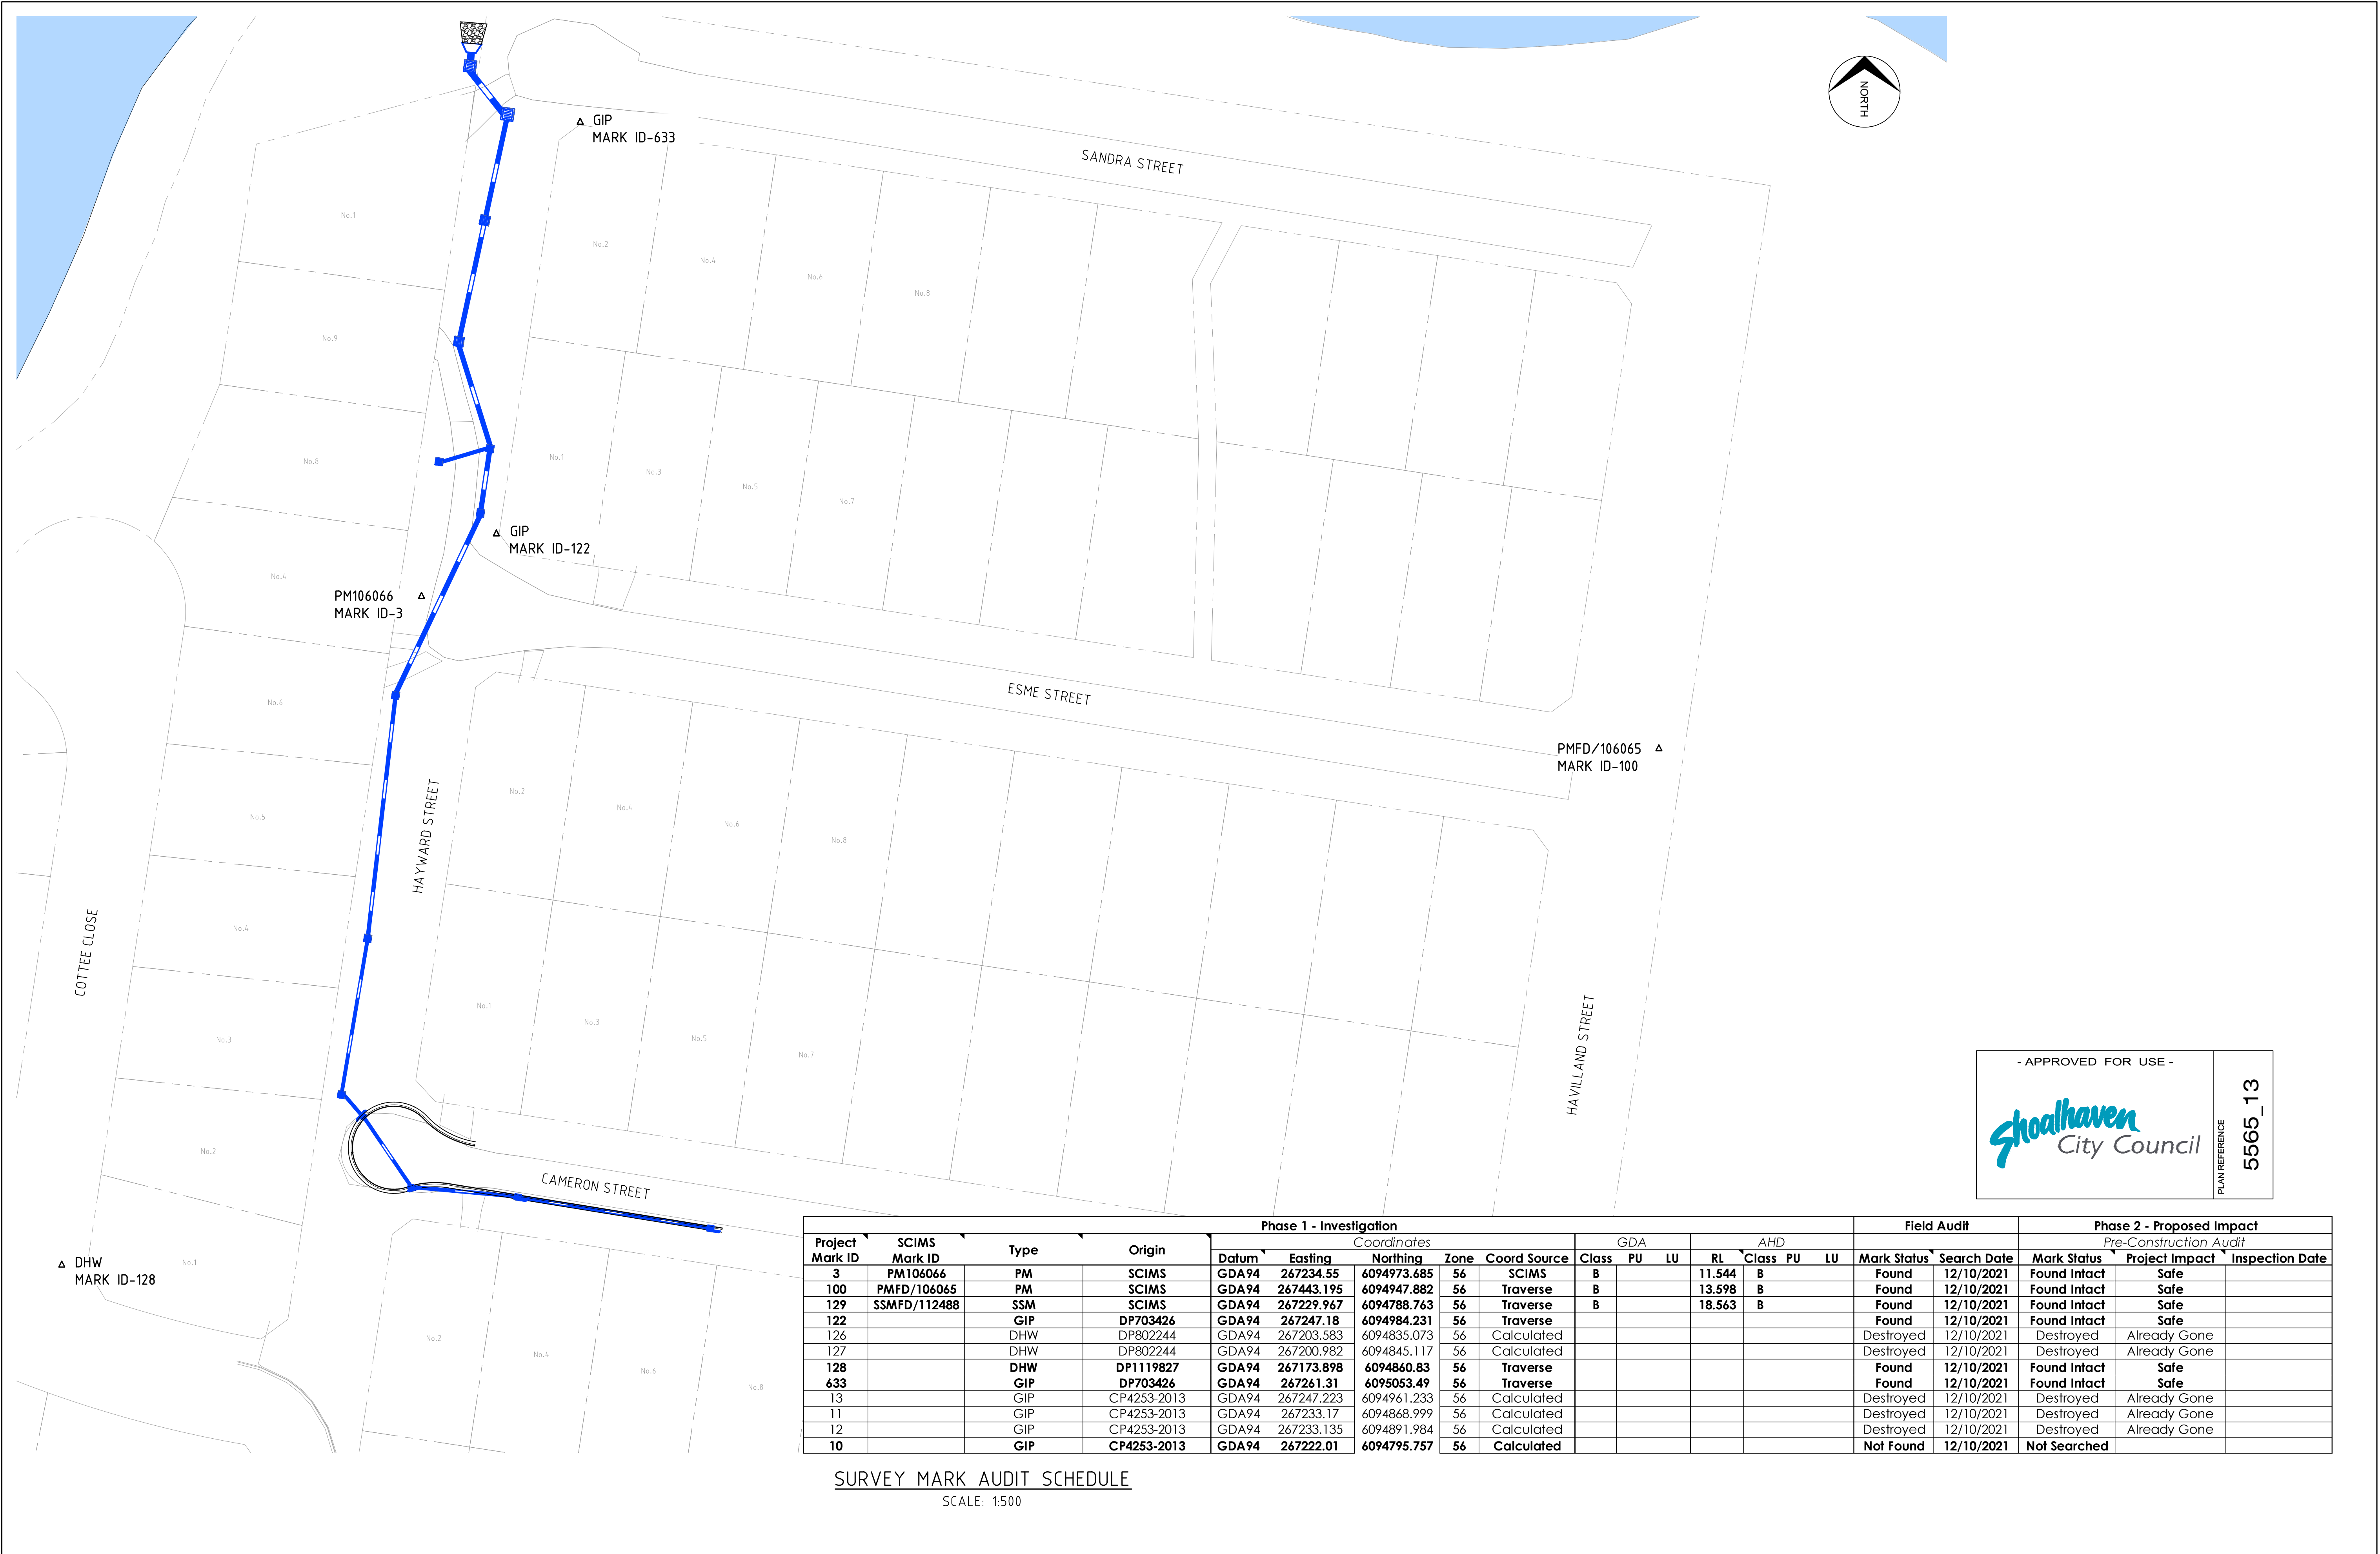 NORTH
GIP
MARK ID-633
SANDRA STREET
No.1
No.2
No.4
No.6
No.8
No.9
No.8
No.1
No.3
No.5
No.7
GIP
MARK ID-122
No.4
PM106066
MARK ID-3
No.6
ESME STREET
PMFD/106065
MARK ID-100
No.5
No.2
No.4
No.6
No.8
HAYWARD STREET
No.4
COTTEE CLOSE
No.3
No.1
No.3
No.5
No.7
HAVILLAND STREET
No.2
CAMERON STREET
DHW
MARK ID-128
No.1
No.2
No.4
No.6
No.8
- APPROVED FOR USE -
Shoalhaven
City Council
PLAN REFERENCE
5565_13
Phase 1 - Investigation Field Audit Phase 2 - Proposed Impact
Coordinates GDA AHD Pre-Construction Audit
Project Mark ID SCIMS Mark ID Type Origin Datum Easting Northing Zone Coord Source Class PU LU RL Class PU LU Mark Status Search Date Mark Status Project Impact Inspection Date
3 PM106066 PM SCIMS GDA94 267234.55 6094973.685 56 SCIMS B 11.544 B Found 12/10/2021 Found Intact Safe
100 PMFD/106065 PM SCIMS GDA94 267443.195 6094947.882 56 Traverse B 13.598 B Found 12/10/2021 Found Intact Safe
129 SSMFD/112488 SSM SCIMS GDA94 267229.967 6094788.763 56 Traverse B 18.563 B Found 12/10/2021 Found Intact Safe
122 GIP DP703426 GDA94 267247.18 6094984.231 56 Traverse Found 12/10/2021 Found Intact Safe
126 DHW DP802244 GDA94 267203.583 6094835.073 56 Calculated Destroyed 12/10/2021 Destroyed Already Gone
127 DHW DP802244 GDA94 267200.982 6094845.117 56 Calculated Destroyed 12/10/2021 Destroyed Already Gone
128 DHW DP1119827 GDA94 267173.898 6094860.83 56 Traverse Found 12/10/2021 Found Intact Safe
633 GIP DP703426 GDA94 267261.31 6095053.49 56 Traverse Found 12/10/2021 Found Intact Safe
13 GIP CP4253-2013 GDA94 267247.223 6094961.233 56 Calculated Destroyed 12/10/2021 Destroyed Already Gone
11 GIP CP4253-2013 GDA94 267233.17 6094868.999 56 Calculated Destroyed 12/10/2021 Destroyed Already Gone
12 GIP CP4253-2013 GDA94 267233.135 6094891.984 56 Calculated Destroyed 12/10/2021 Destroyed Already Gone
10 GIP CP4253-2013 GDA94 267222.01 6094795.757 56 Calculated Not Found 12/10/2021 Not Searched
SURVEY MARK AUDIT SCHEDULE
SCALE: 1:500